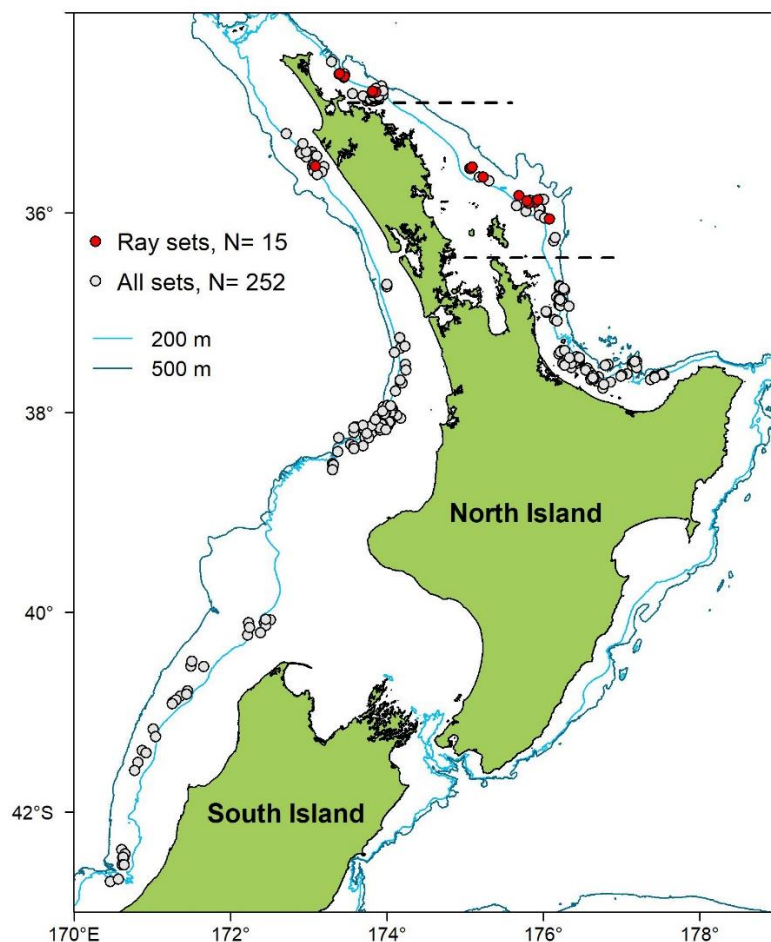 36°
Ray sets, N= 15
All sets, N= 252
200 m
500 m
38°
North Island
40°
42°S
South Island
170°E
172°
174°
176°
178°